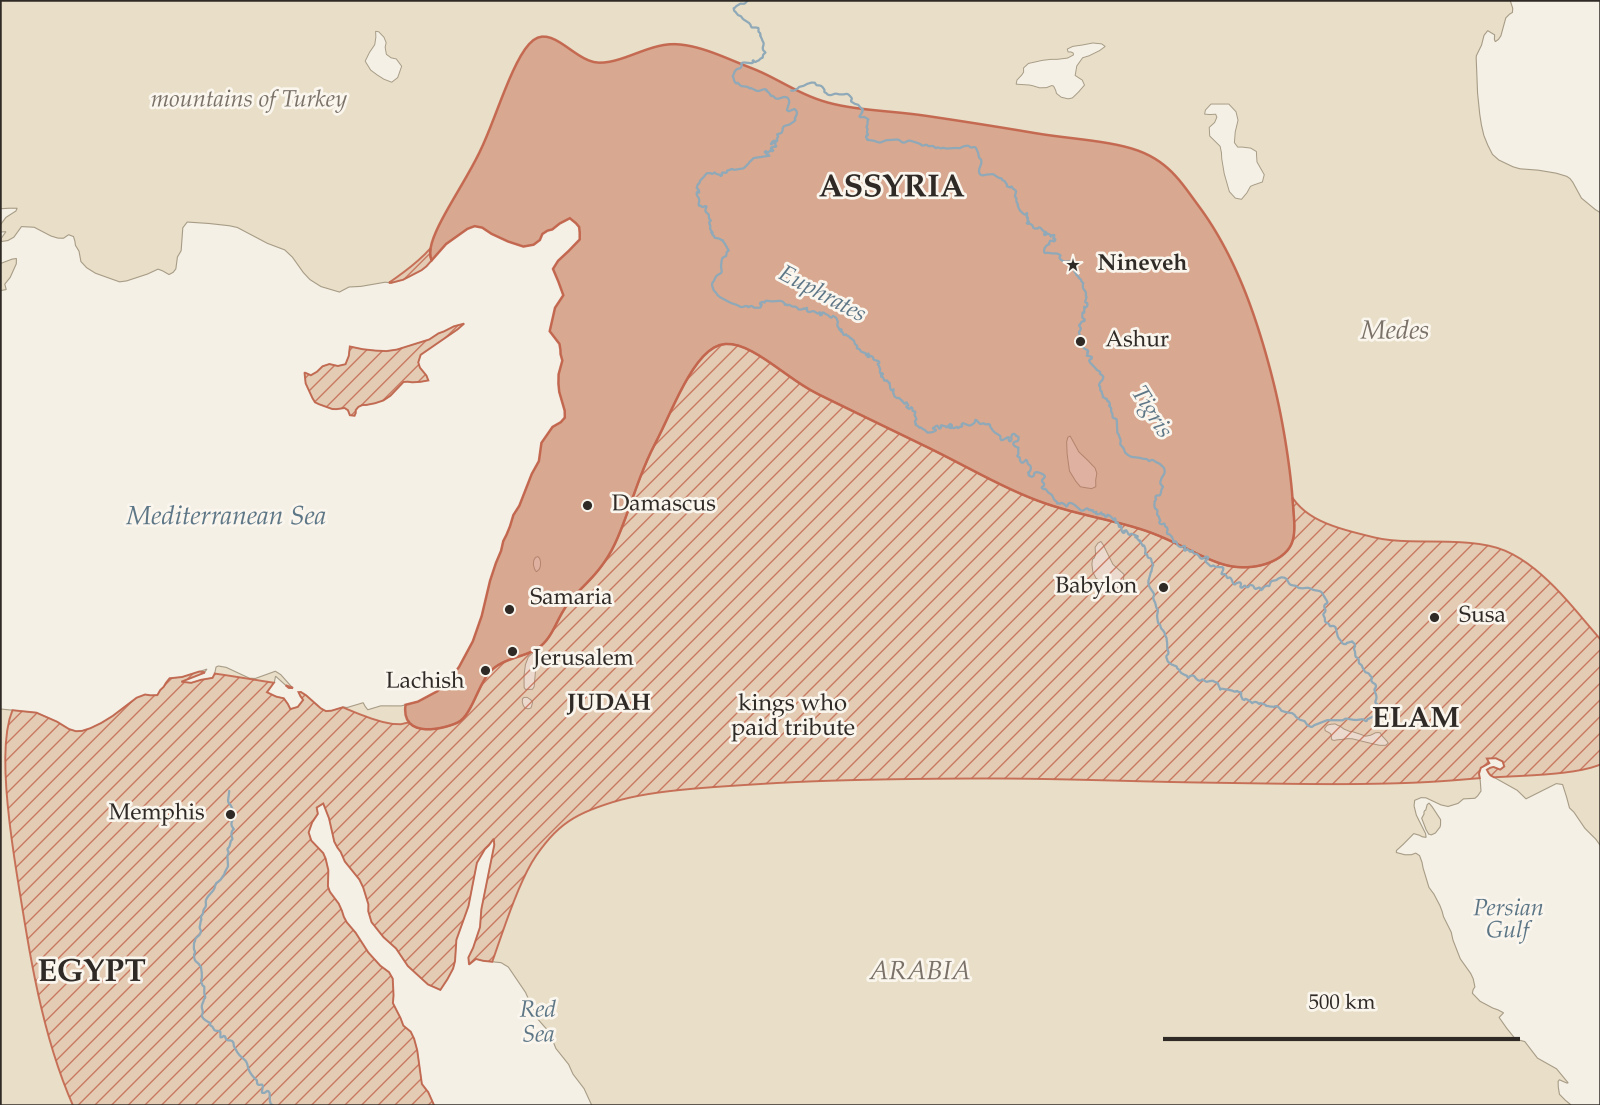 mountains of Turkey
ASSYRIA
Nineveh
Euphrates
Medes
Ashur
Tigris
Mediterranean Sea
Damascus
Babylon
Samaria
Susa
Jerusalem
Lachish
JUDAH
kings who
paid tribute
ELAM
Memphis
Persian
Gulf
EGYPT
ARABIA
Red
Sea
500 km